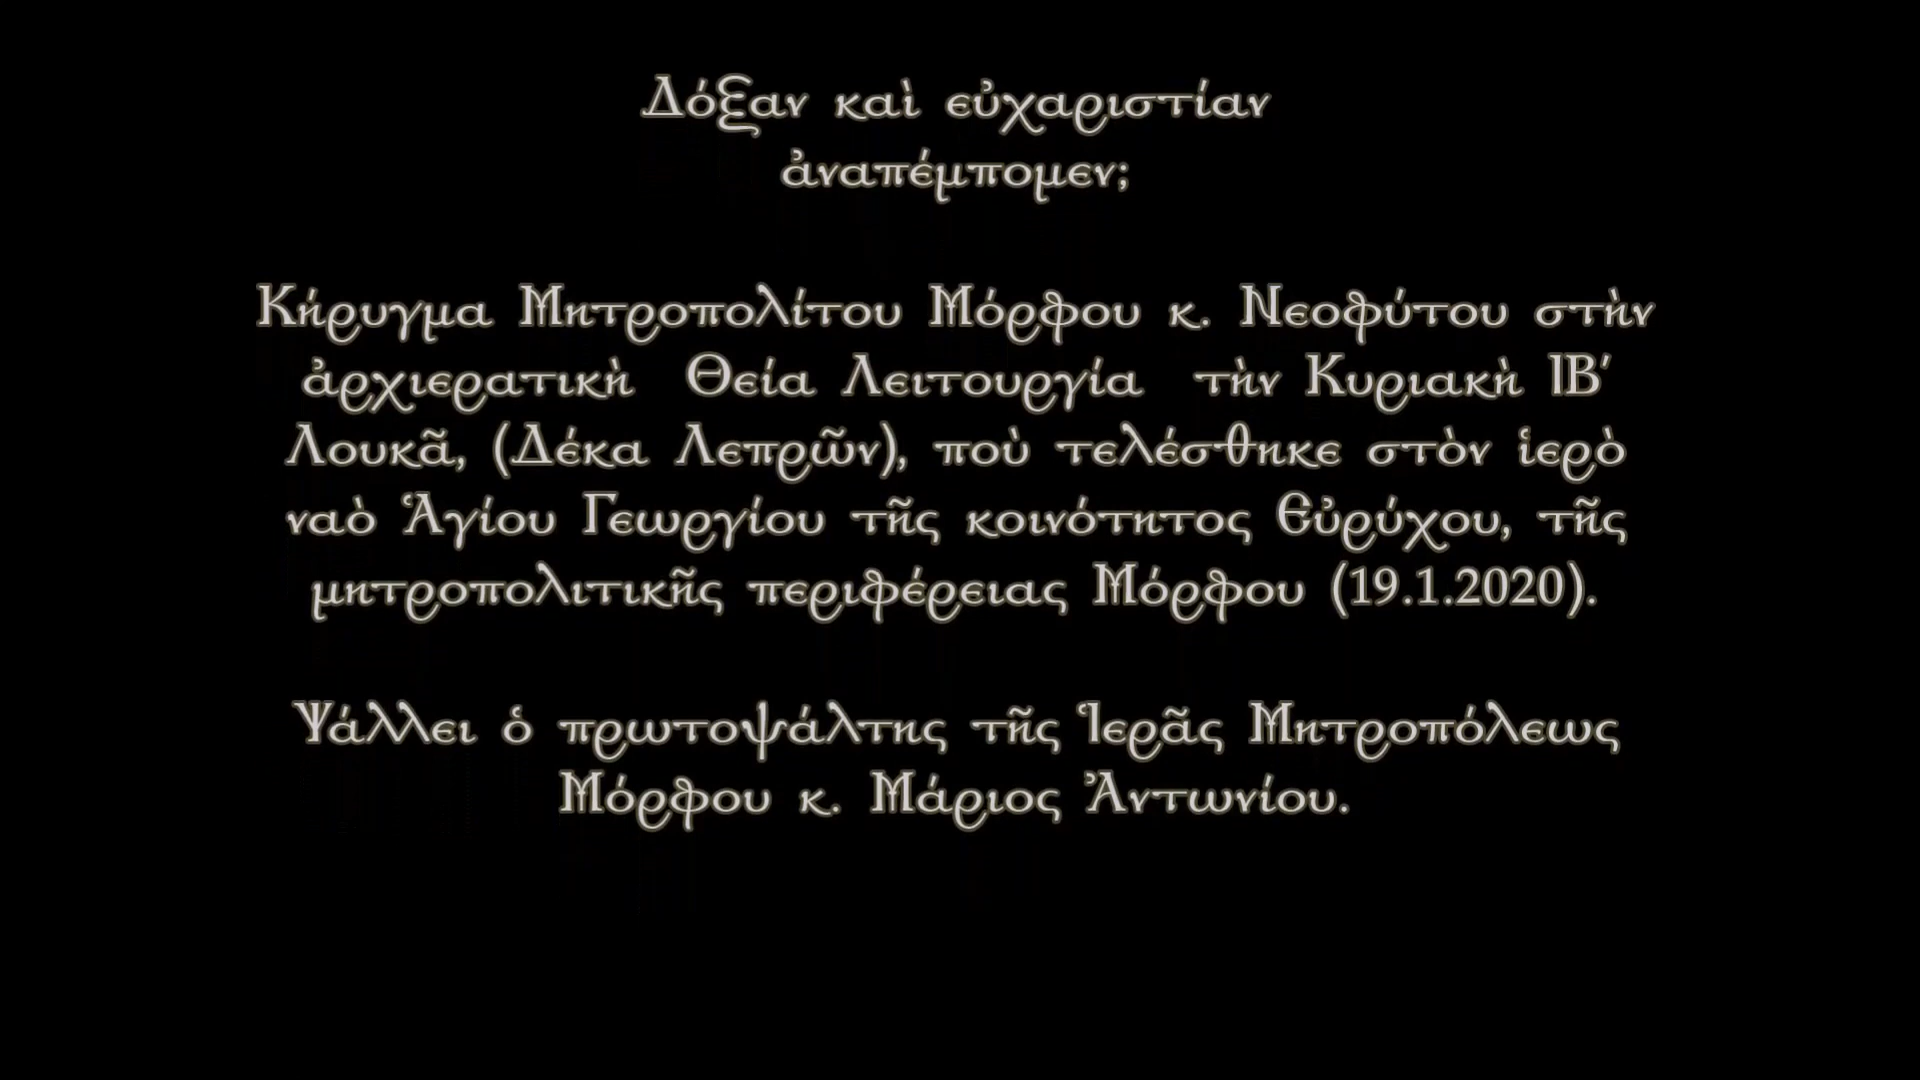 Δόξαν καὶ εὐχαριστίαν
ἀναπέμπομεν;
Κήρυγμα Μητροπολίτου Μόρφου κ. Νεοφύτου στὴν
ἀρχιερατικὴ Θεία Λειτουργία τὴν Κυριακὴ ΙΒ′
Λουκᾶ, (Δέκα Λεπρῶν), ποὺ τελέσθηκε στὸν ἱερὸ
ναὸ Ἁγίου Γεωργίου τῆς κοινότητος Εὐρύχου, τῆς
μητροπολιτικῆς περιφέρειας Μόρφου (19.1.2020).
Ψάλλει ὁ πρωτοψάλτης τῆς Ἱερᾶς Μητροπόλεως
Μόρφου κ. Μάριος Ἀντωνίου.